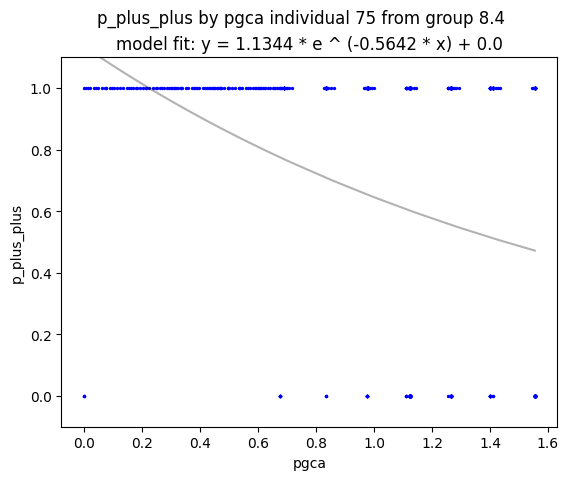 p_plus_plus by pgca individual 75 from group 8.4
model fit: y = 1.1344 * e ^ (-0.5642 * x) + 0.0
1.0
0.8
0.6
0.4
0.2
0.0
p_plus_plus
0.0 0.2 0.4 0.6 0.8 1.0 1.2 1.4 1.6
pgca